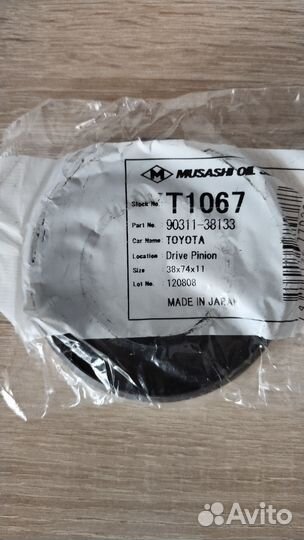 MUSASHI OIL
Stock No. T1067
Part No. 90311-38133
Car Name TOYOTA
Location Drive Pinion
Size 38x74x11
Lot No. 120808
MADE IN JAPAN
Avito